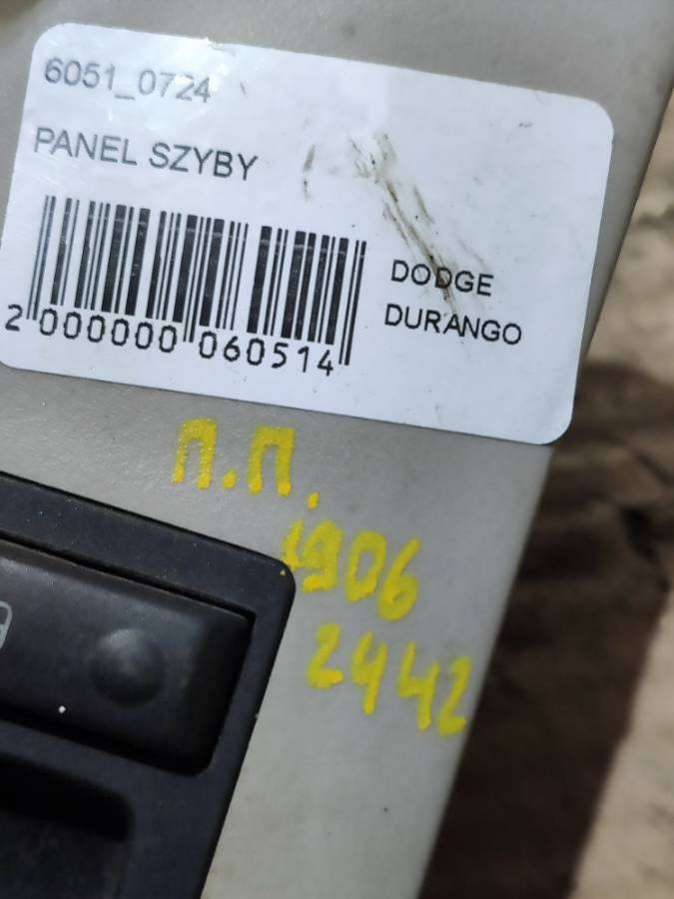 6051_0724
PANEL SZYBY
DODGE
DURANGO
2 000000 060514
П.П.
1906
2442